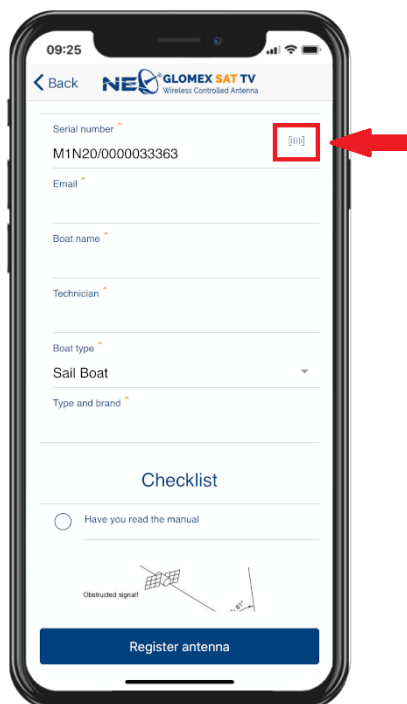 09:25
Back
NEO GLOMEX SAT TV
Wireless Controlled Antenna
Serial number *
M1N20/0000033363
Email *
Boat name *
Technician *
Boat type *
Sail Boat
Type and brand *
Checklist
Have you read the manual
Obstructed signal!
Register antenna